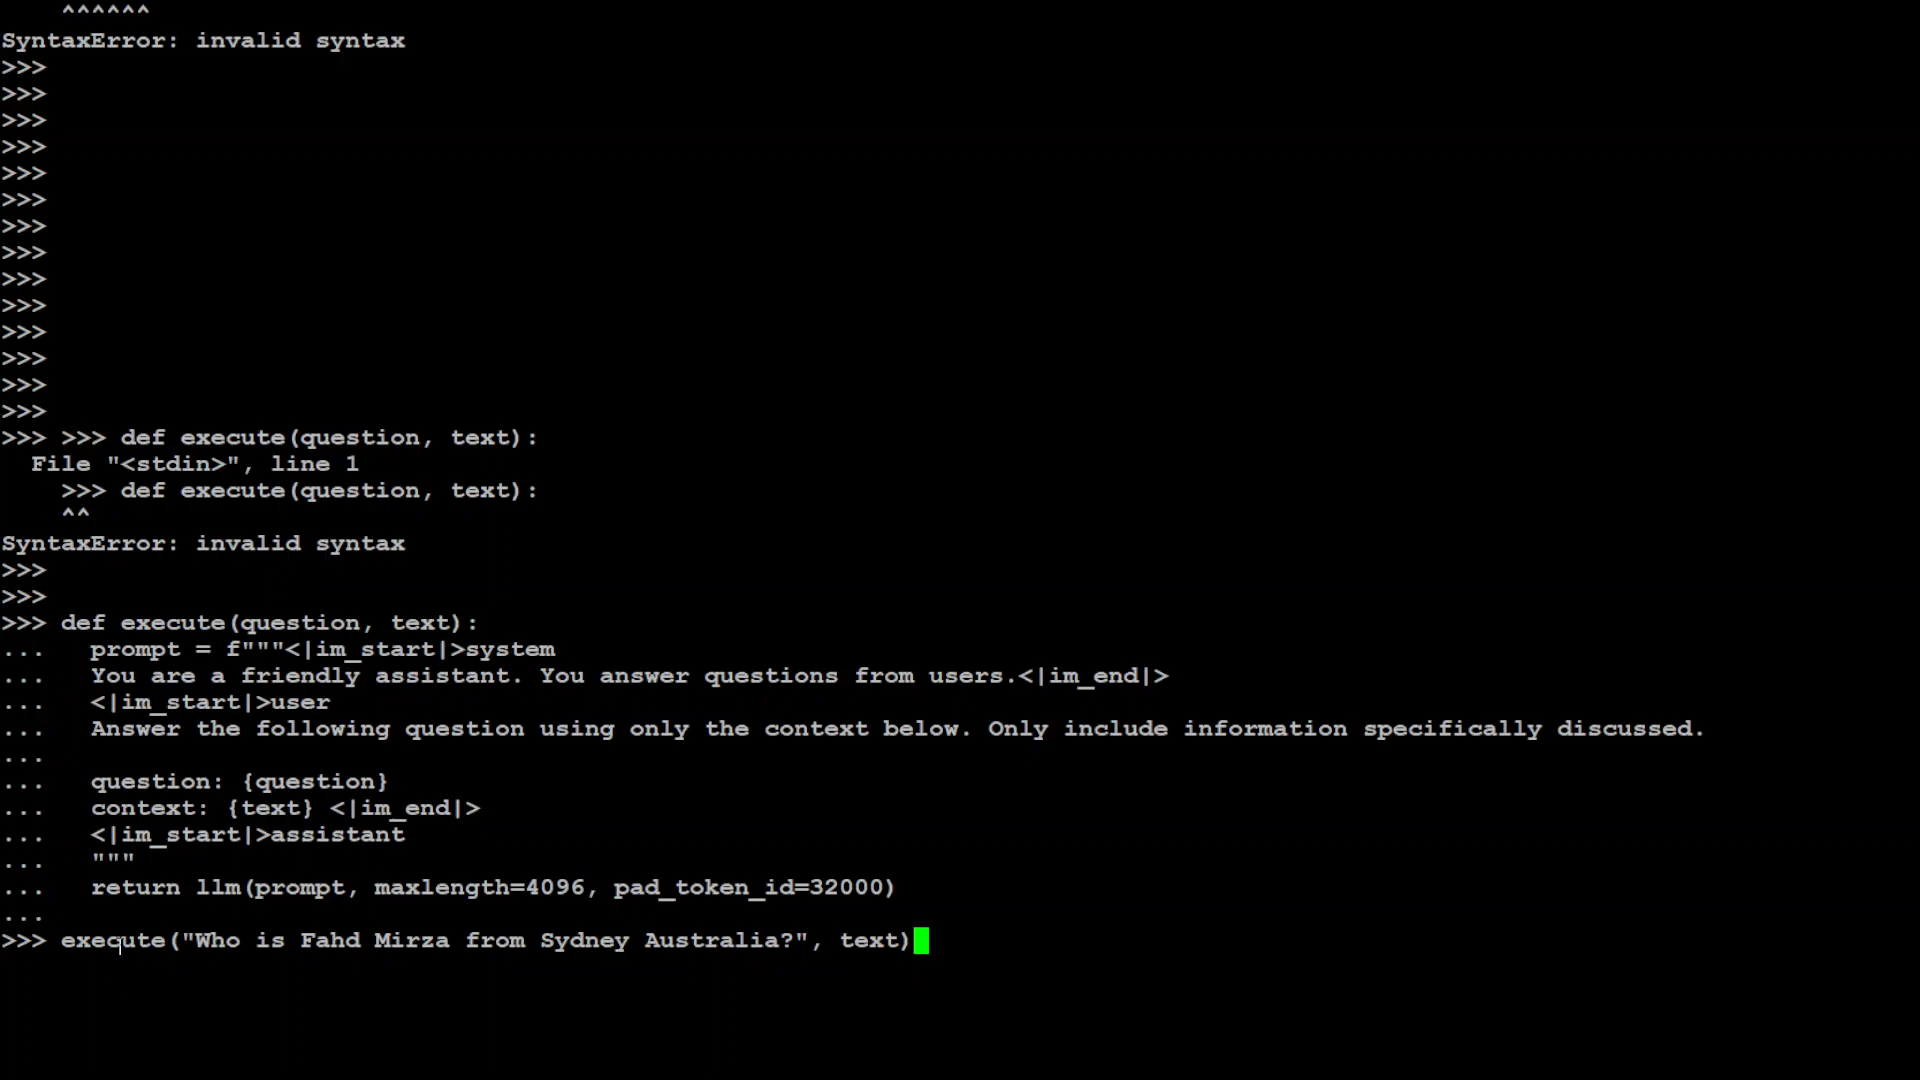 ^^^^^^
SyntaxError: invalid syntax
>>>
>>>
>>>
>>>
>>>
>>>
>>>
>>>
>>>
>>>
>>>
>>>
>>>
>>>
>>> >>> def execute(question, text):
  File "<stdin>", line 1
    >>> def execute(question, text):
    ^^
SyntaxError: invalid syntax
>>>
>>>
>>> def execute(question, text):
...   prompt = f"""<|im_start|>system
...   You are a friendly assistant. You answer questions from users.<|im_end|>
...   <|im_start|>user
...   Answer the following question using only the context below. Only include information specifically discussed.
...
...   question: {question}
...   context: {text} <|im_end|>
...   <|im_start|>assistant
...   """
...   return llm(prompt, maxlength=4096, pad_token_id=32000)
...
>>> execute("Who is Fahd Mirza from Sydney Australia?", text)